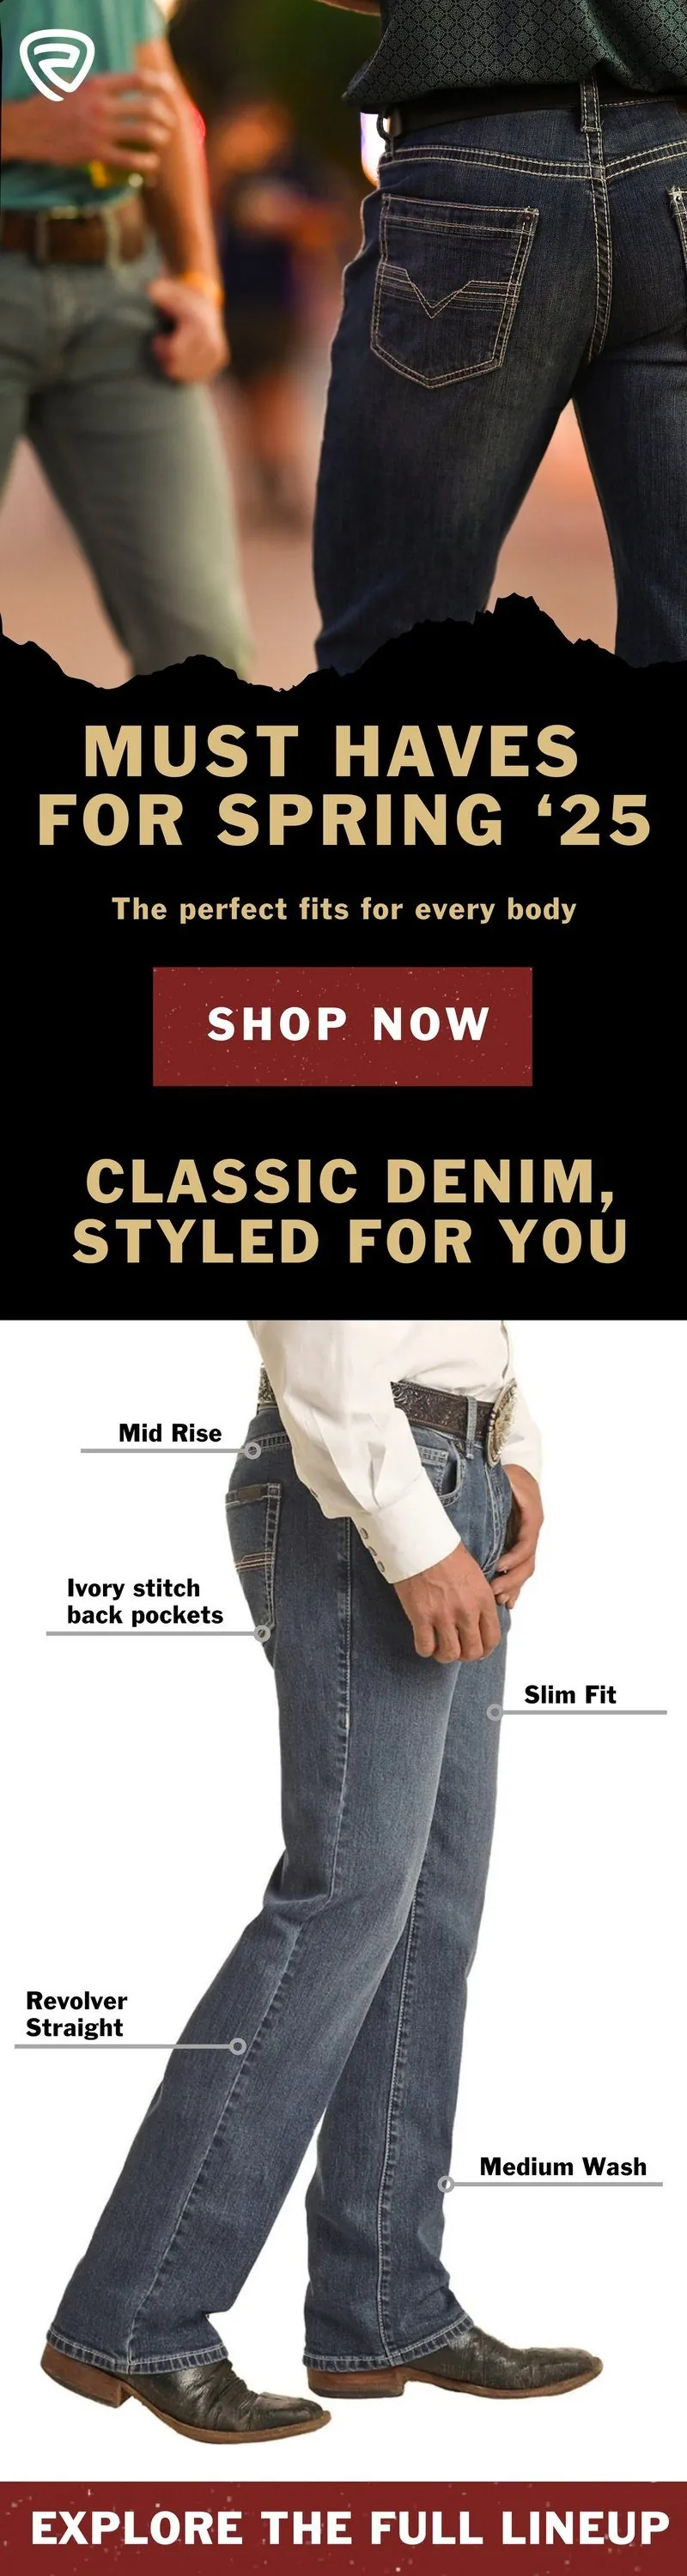 MUST HAVES
FOR SPRING ‘25
The perfect fits for every body
SHOP NOW
CLASSIC DENIM,
STYLED FOR YOU
Mid Rise
Ivory stitch
back pockets
Slim Fit
Revolver
Straight
Medium Wash
EXPLORE THE FULL LINEUP